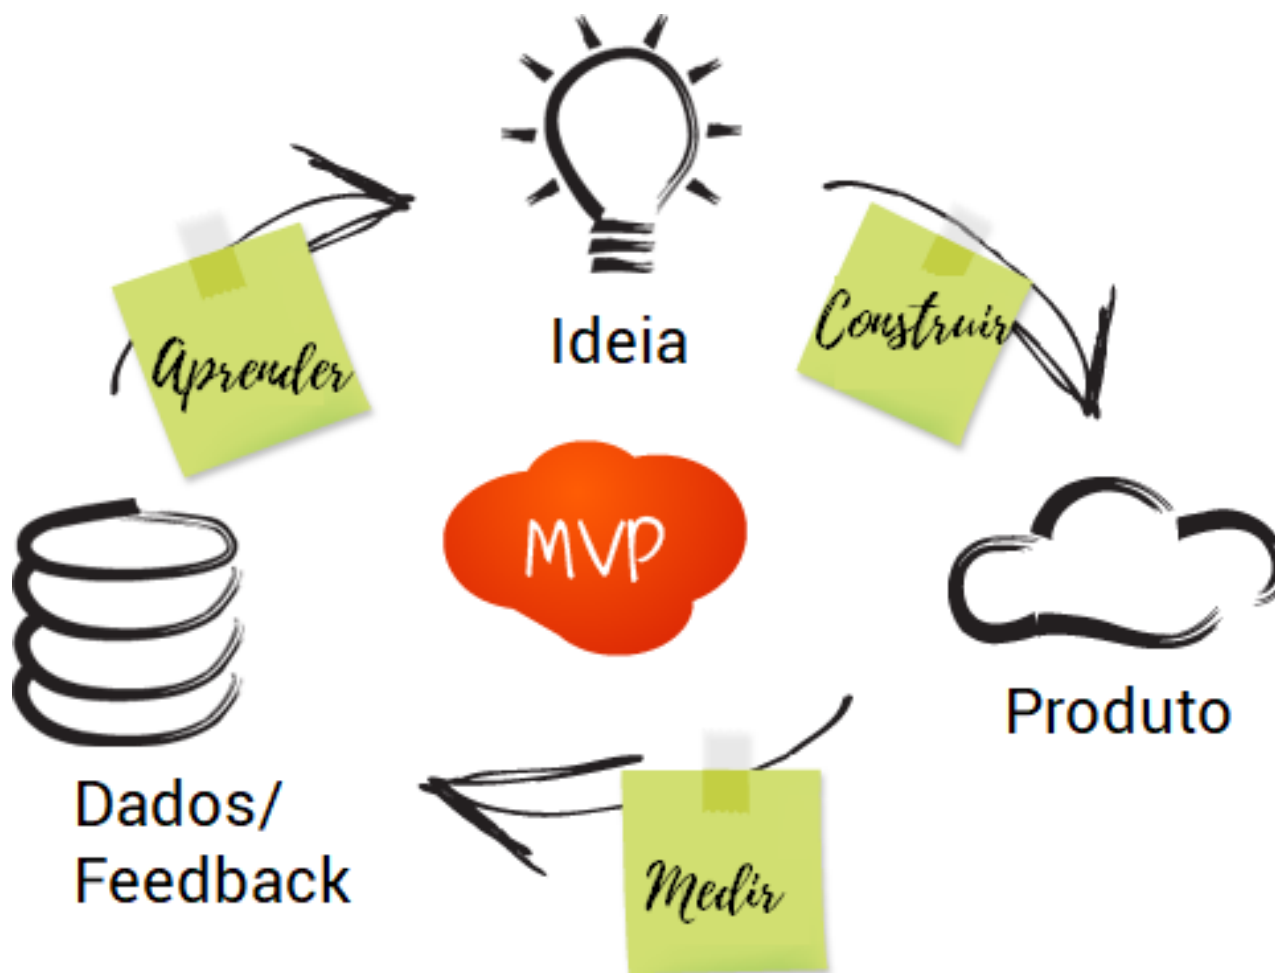 Ideia
Construir
Aprender
MVP
Produto
Dados/
Feedback
Medir